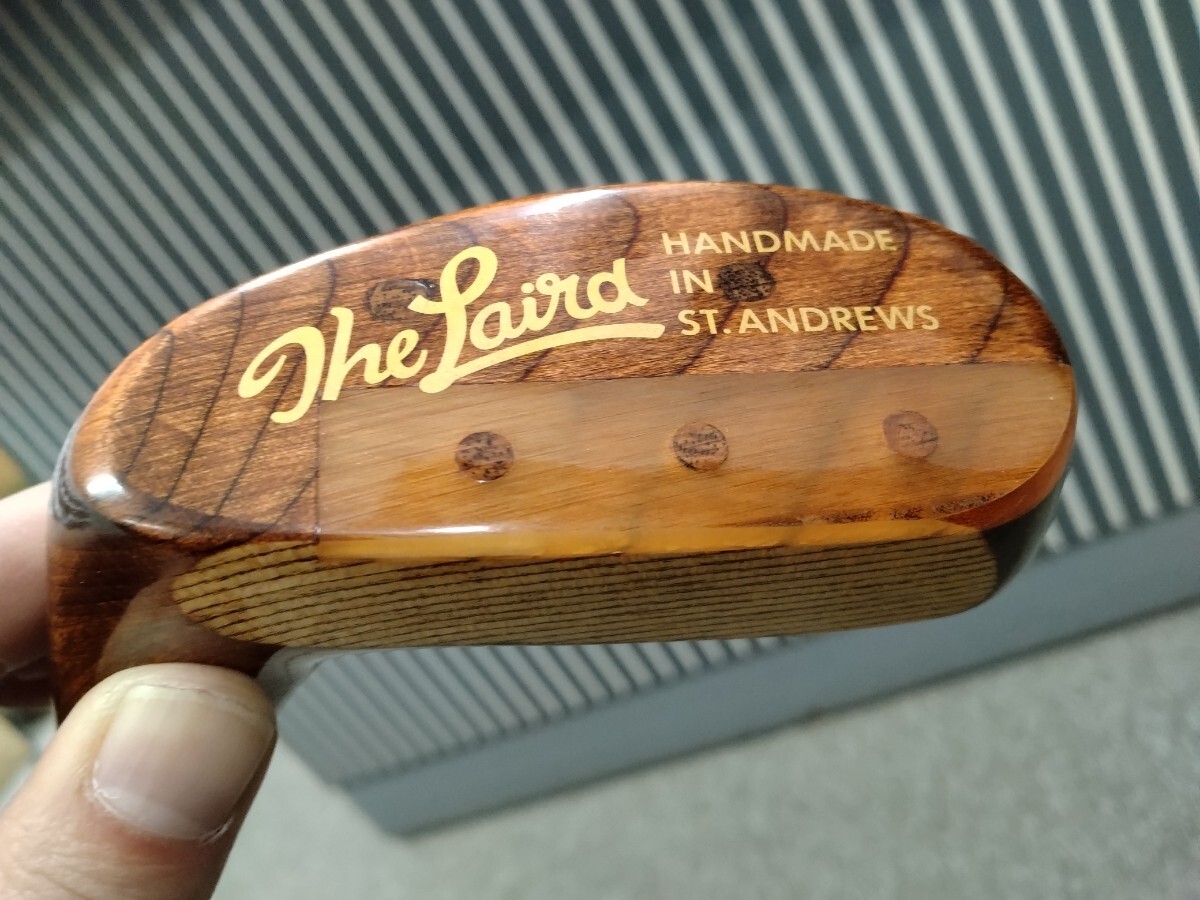 The Laird
HANDMADE
IN
ST. ANDREWS